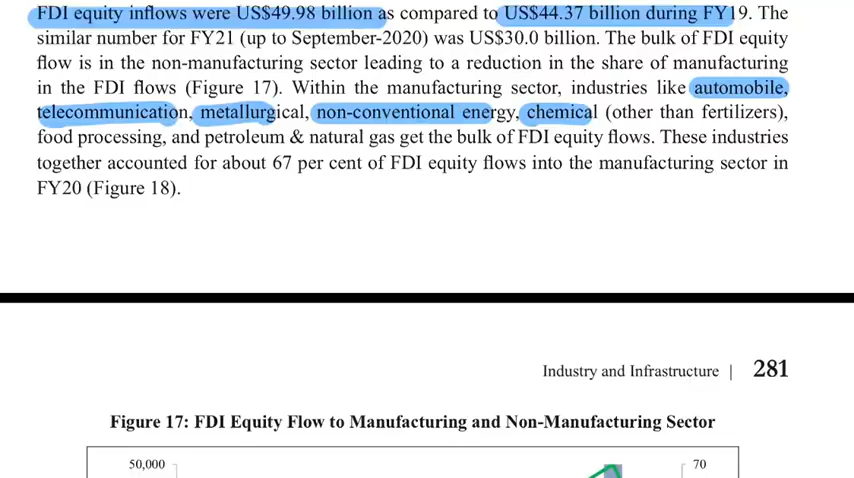 FDI equity inflows were US$49.98 billion as compared to US$44.37 billion during FY19. The
similar number for FY21 (up to September-2020) was US$30.0 billion. The bulk of FDI equity
flow is in the non-manufacturing sector leading to a reduction in the share of manufacturing
in the FDI flows (Figure 17). Within the manufacturing sector, industries like automobile,
telecommunication, metallurgical, non-conventional energy, chemical (other than fertilizers),
food processing, and petroleum & natural gas get the bulk of FDI equity flows. These industries
together accounted for about 67 per cent of FDI equity flows into the manufacturing sector in
FY20 (Figure 18).
Industry and Infrastructure | 281
Figure 17: FDI Equity Flow to Manufacturing and Non-Manufacturing Sector
50,000 70